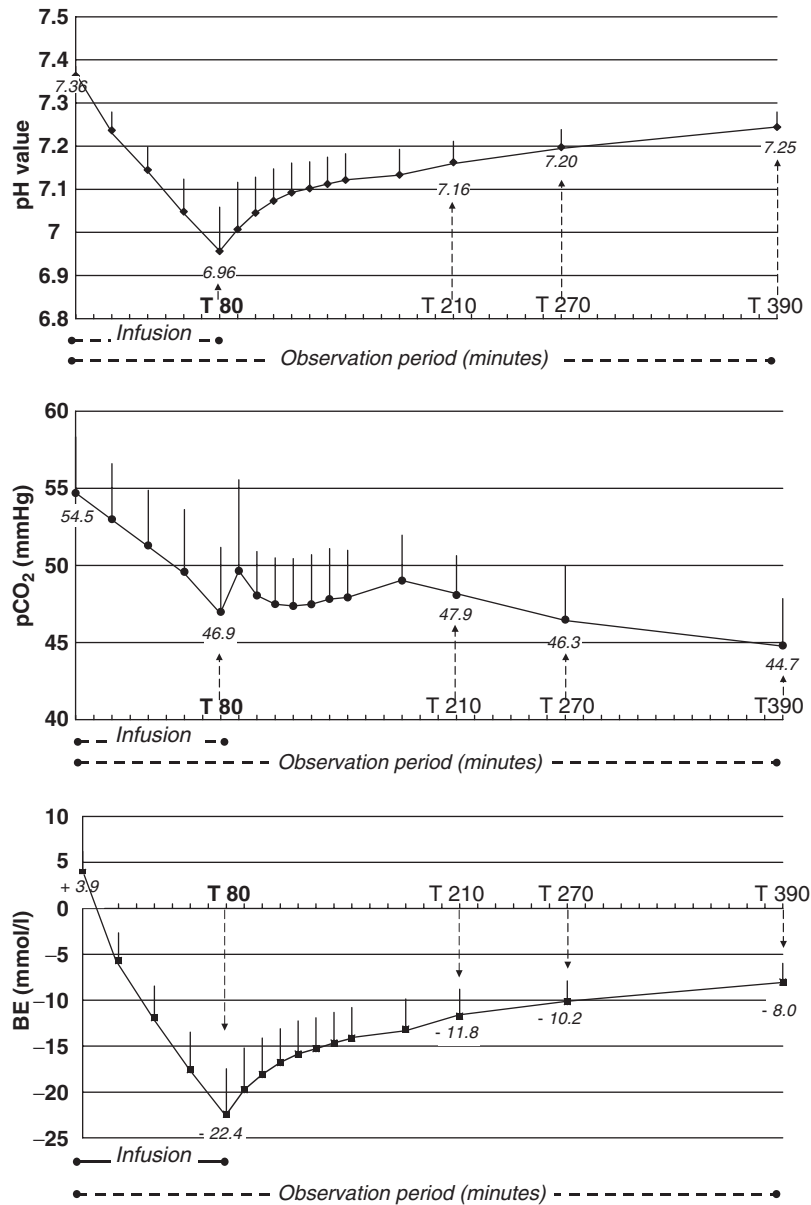 7.5
7.4
7.36
7.3
7.2
7.20
7.25
7.1
7.16
7
6.96
6.9
T 80 T 210 T 270 T 390
6.8
pH value
Infusion
Observation period (minutes)
60
55
54.5
50
47.9
46.9
46.3
45
44.7
T 80 T 210 T 270 T390
40
pCO₂ (mmHg)
Infusion
Observation period (minutes)
10
5
+ 3.9 T 80 T 210 T 270 T 390
0
−5
−10
- 8.0
- 10.2
- 11.8
−15
−20
- 22.4
−25
BE (mmol/l)
Infusion
Observation period (minutes)